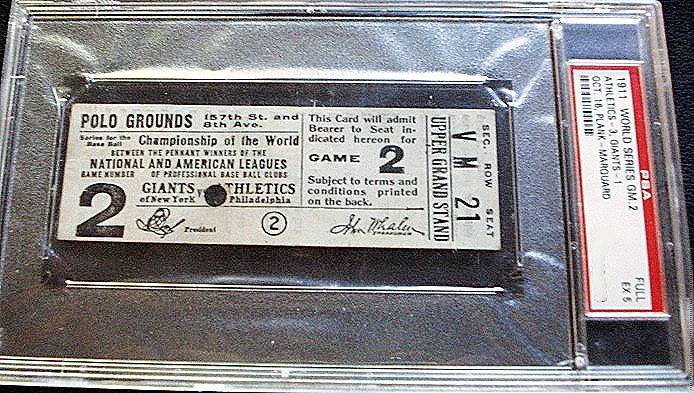 POLO GROUNDS 157th St. and 8th Ave.
Series for the Base Ball Championship of the World
BETWEEN THE PENNANT WINNERS OF THE
NATIONAL AND AMERICAN LEAGUES
GAME NUMBER OF PROFESSIONAL BASE BALL CLUBS
2
GIANTS THLETICS
of New York Philadelphia
President
2
This Card will admit
Bearer to Seat in-
dicated hereon for
GAME 2
Subject to terms and
conditions printed
on the back.
John Whalen
UPPER GRAND STAND
SEC. ROW SEAT
V M 21
1911 WORLD SERIES GM.2
ATHLETICS-3, GIANTS-1
OCT. 16, PLANK - MARQUARD
PSA
FULL
EX 5